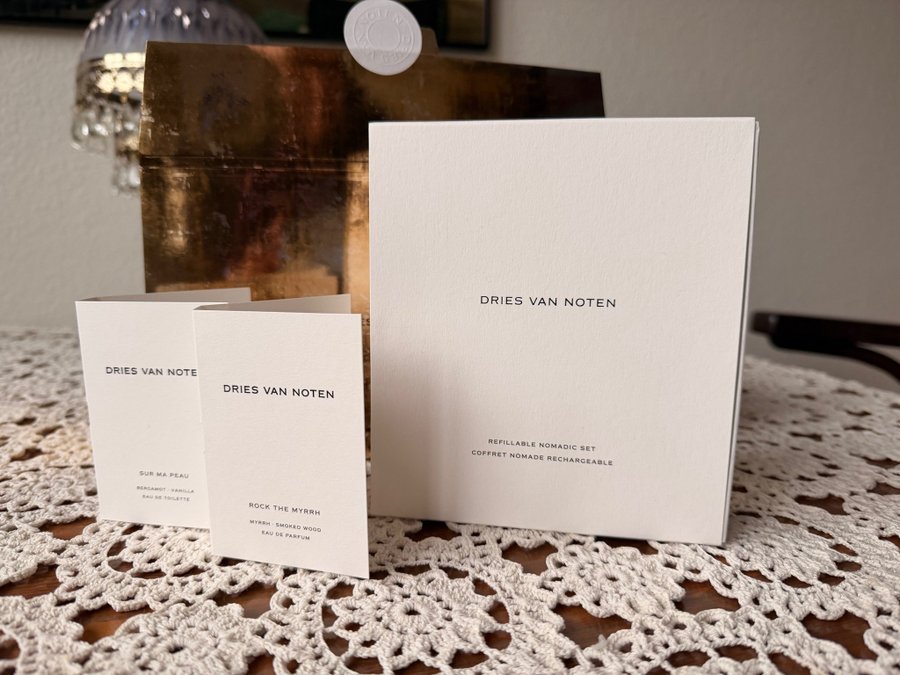 DRIES VAN NOTEN
REFILLABLE NOMADIC SET
COFFRET NOMADE RECHARGEABLE
DRIES VAN NOTE
SUR MA PEAU
BERGAMOT · VANILLA
EAU DE TOILETTE
DRIES VAN NOTEN
ROCK THE MYRRH
MYRRH · SMOKED WOOD
EAU DE PARFUM